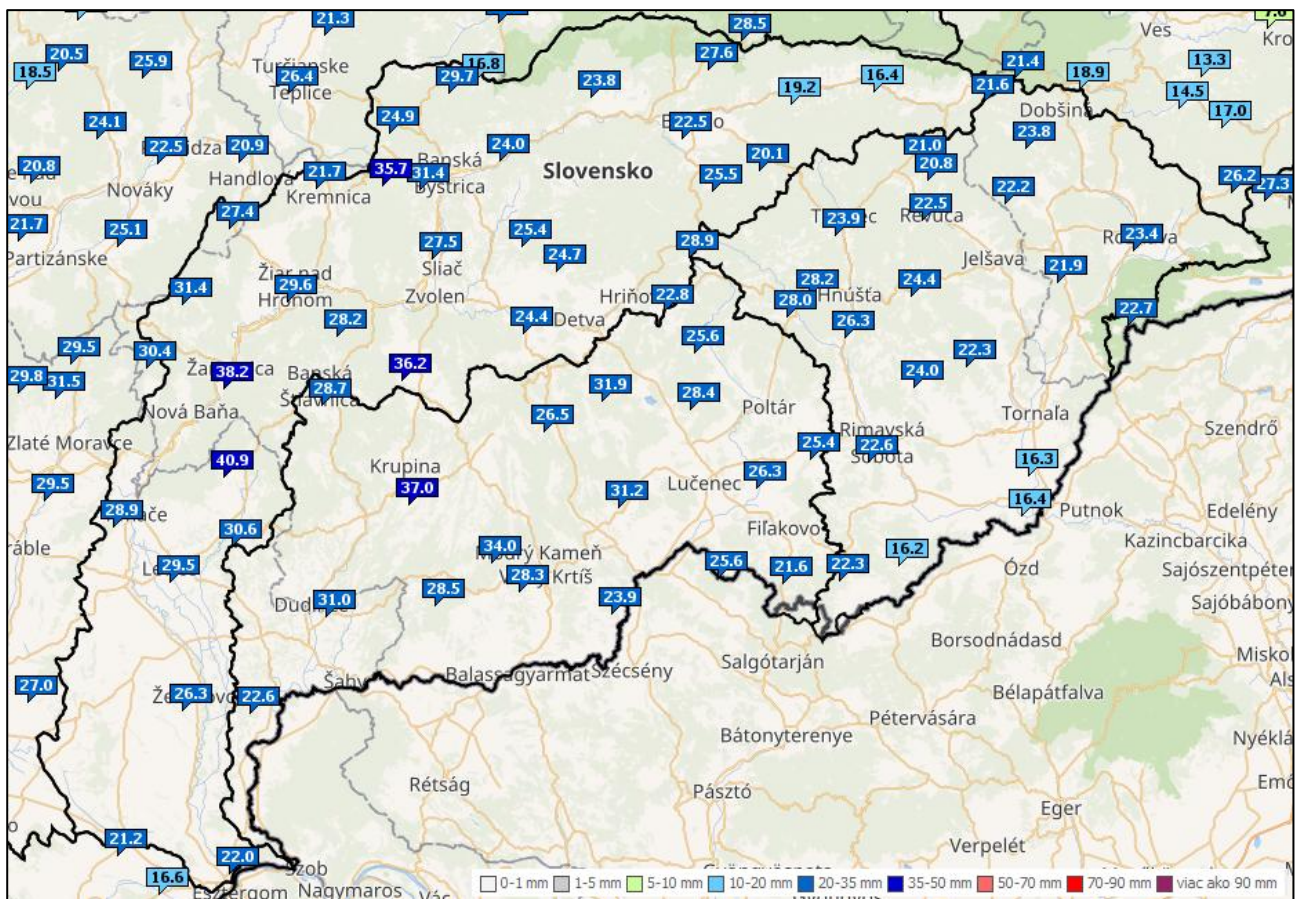 21.3
28.5
7.6
Ves
Kro
20.5
25.9
18.5
Turčianske
Teplice
26.4
16.8
29.7
23.8
27.6
19.2
16.4
21.4
21.6
18.9
13.3
14.5
17.0
Dobšiná
24.1
24.9
22.5
23.8
22.5
20.9
Handlová
21.7
Kremnica
35.7
31.4
Banská
Bystrica
24.0
Slovensko
20.1
25.5
21.0
20.8
22.2
26.2
27.3
20.8
vou
Nováky
21.7
25.1
Partizánske
27.4
27.5
Sliač
Zvolen
25.4
24.7
28.9
23.9
22.5
Revúca
Jelšava
21.9
23.4
31.4
Žiar nad
Hronom
29.6
28.2
24.4
Detva
22.8
28.2
28.0
Hnúšťa
24.4
26.3
22.7
25.6
29.5
30.4
29.8
31.5
38.2
36.2
Banská
28.7
Nová Baňa
31.9
26.5
28.4
Poltár
24.0
22.3
Tornaľa
Zlaté Moravce
40.9
Krupina
37.0
25.4
Rimavská
22.6
Sobota
16.3
16.4
Szendrő
29.5
28.9
30.6
31.2
Lučenec
26.3
Fiľakovo
Putnok
Edelény
Kazincbarcika
29.5
34.0
Modrý Kameň
28.3
Krtíš
28.5
31.0
23.9
25.6
21.6
22.3
16.2
Ózd
Sajószentpéter
Sajóbábony
Borsodnádasd
27.0
26.3
22.6
Balassagyarmat
Szécsény
Salgótarján
Bélapátfalva
Miskol
Pétervására
Bátonyterenye
Nyéklá
Rétság
Pásztó
Eger
Verpelét
21.2
22.0
16.6
Szob
Esztergom
Nagymaros
Vác
0-1 mm 1-5 mm 5-10 mm 10-20 mm 20-35 mm 35-50 mm 50-70 mm 70-90 mm viac ako 90 mm